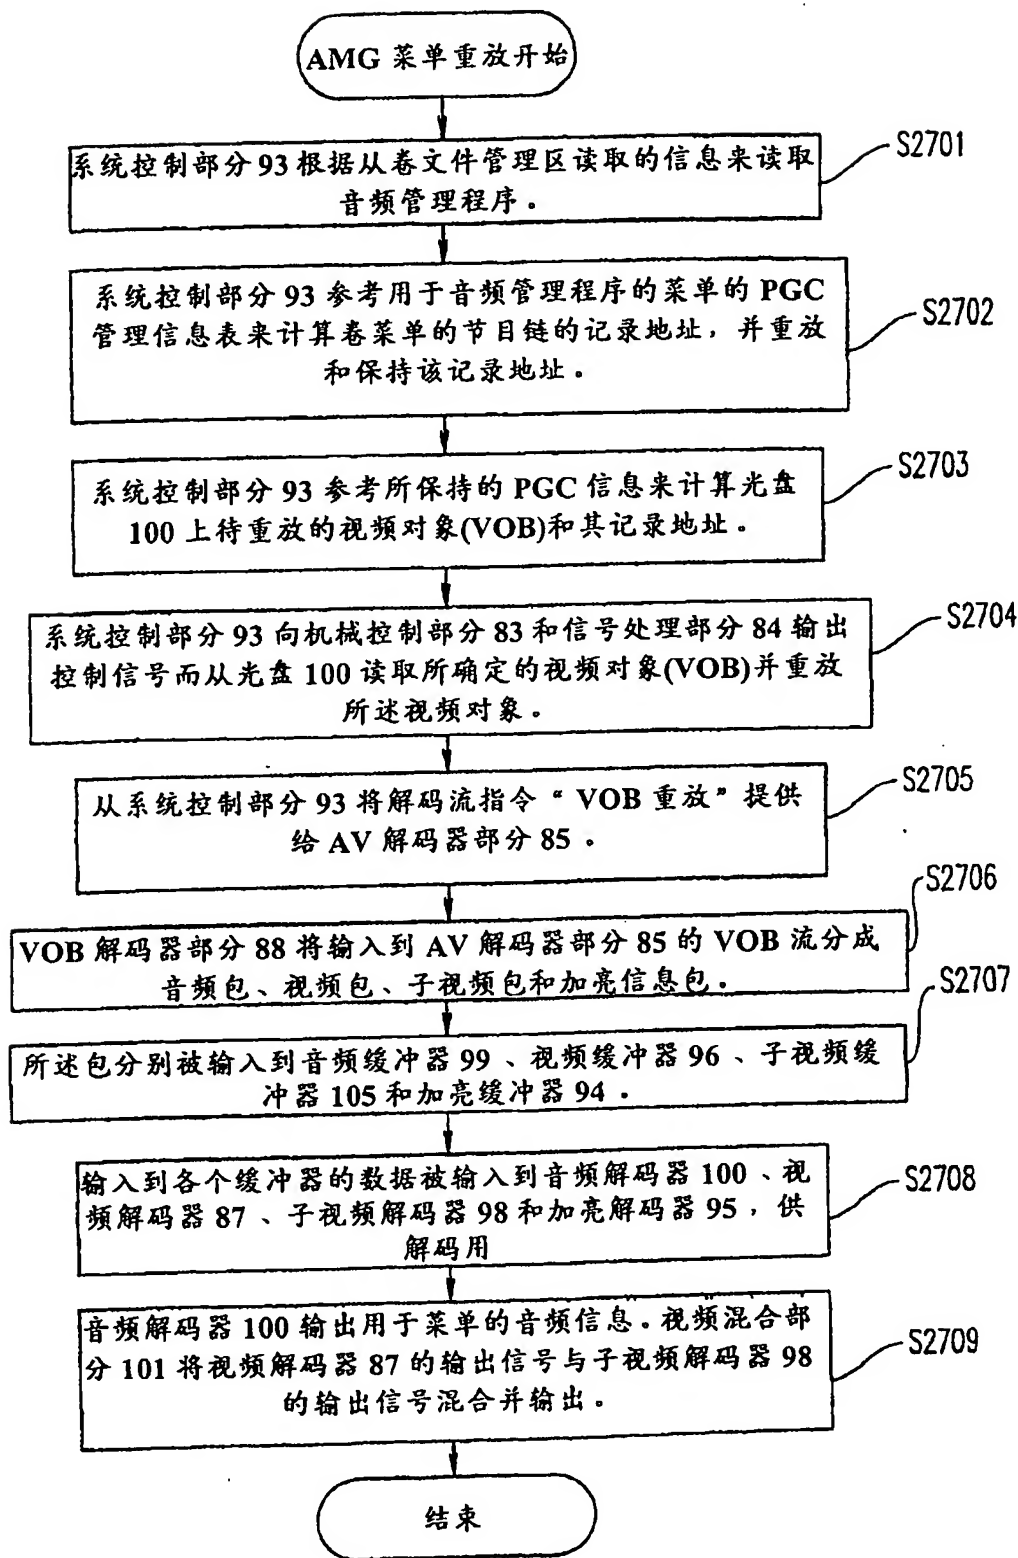 AMG 菜单重放开始
系统控制部分 93 根据从卷文件管理区读取的信息来读取
音频管理程序。
S2701
系统控制部分 93 参考用于音频管理程序的菜单的 PGC
管理信息表来计算卷菜单的节目链的记录地址，并重放
和保持该记录地址。
S2702
系统控制部分 93 参考所保持的 PGC 信息来计算光盘
100 上待重放的视频对象(VOB)和其记录地址。
S2703
系统控制部分 93 向机械控制部分 83 和信号处理部分 84 输出
控制信号而从光盘 100 读取所确定的视频对象(VOB)并重放
所述视频对象。
S2704
从系统控制部分 93 将解码流指令“ VOB 重放”提供
给 AV 解码器部分 85 。
S2705
VOB 解码器部分 88 将输入到 AV 解码器部分 85 的 VOB 流分成
音频包、视频包、子视频包和加亮信息包。
S2706
所述包分别被输入到音频缓冲器 99 、视频缓冲器 96 、子视频缓
冲器 105 和加亮缓冲器 94 .
S2707
输入到各个缓冲器的数据被输入到音频解码器 100 、视
频解码器 87 、子视频解码器 98 和加亮解码器 95 ，供
解码用
S2708
音频解码器 100 输出用于菜单的音频信息。视频混合部
分 101 将视频解码器 87 的输出信号与子视频解码器 98
的输出信号混合并输出。
S2709
结束